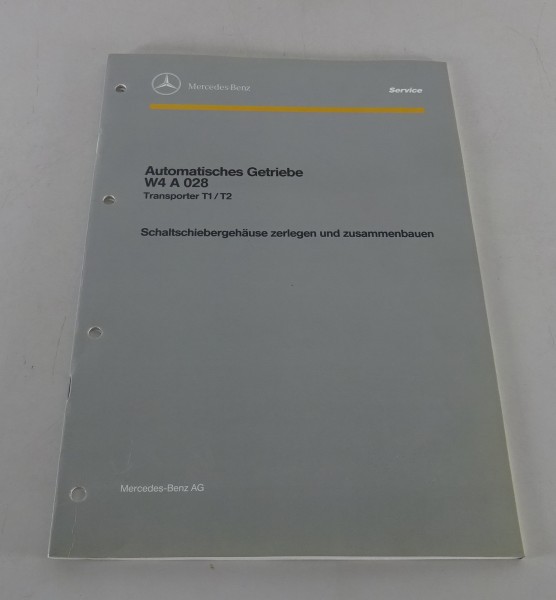 Mercedes Benz
Service
Automatisches Getriebe
W4 A 028
Transporter T1/T2
Schaltschiebergehäuse zerlegen und zusammenbauen
Mercedes-Benz AG